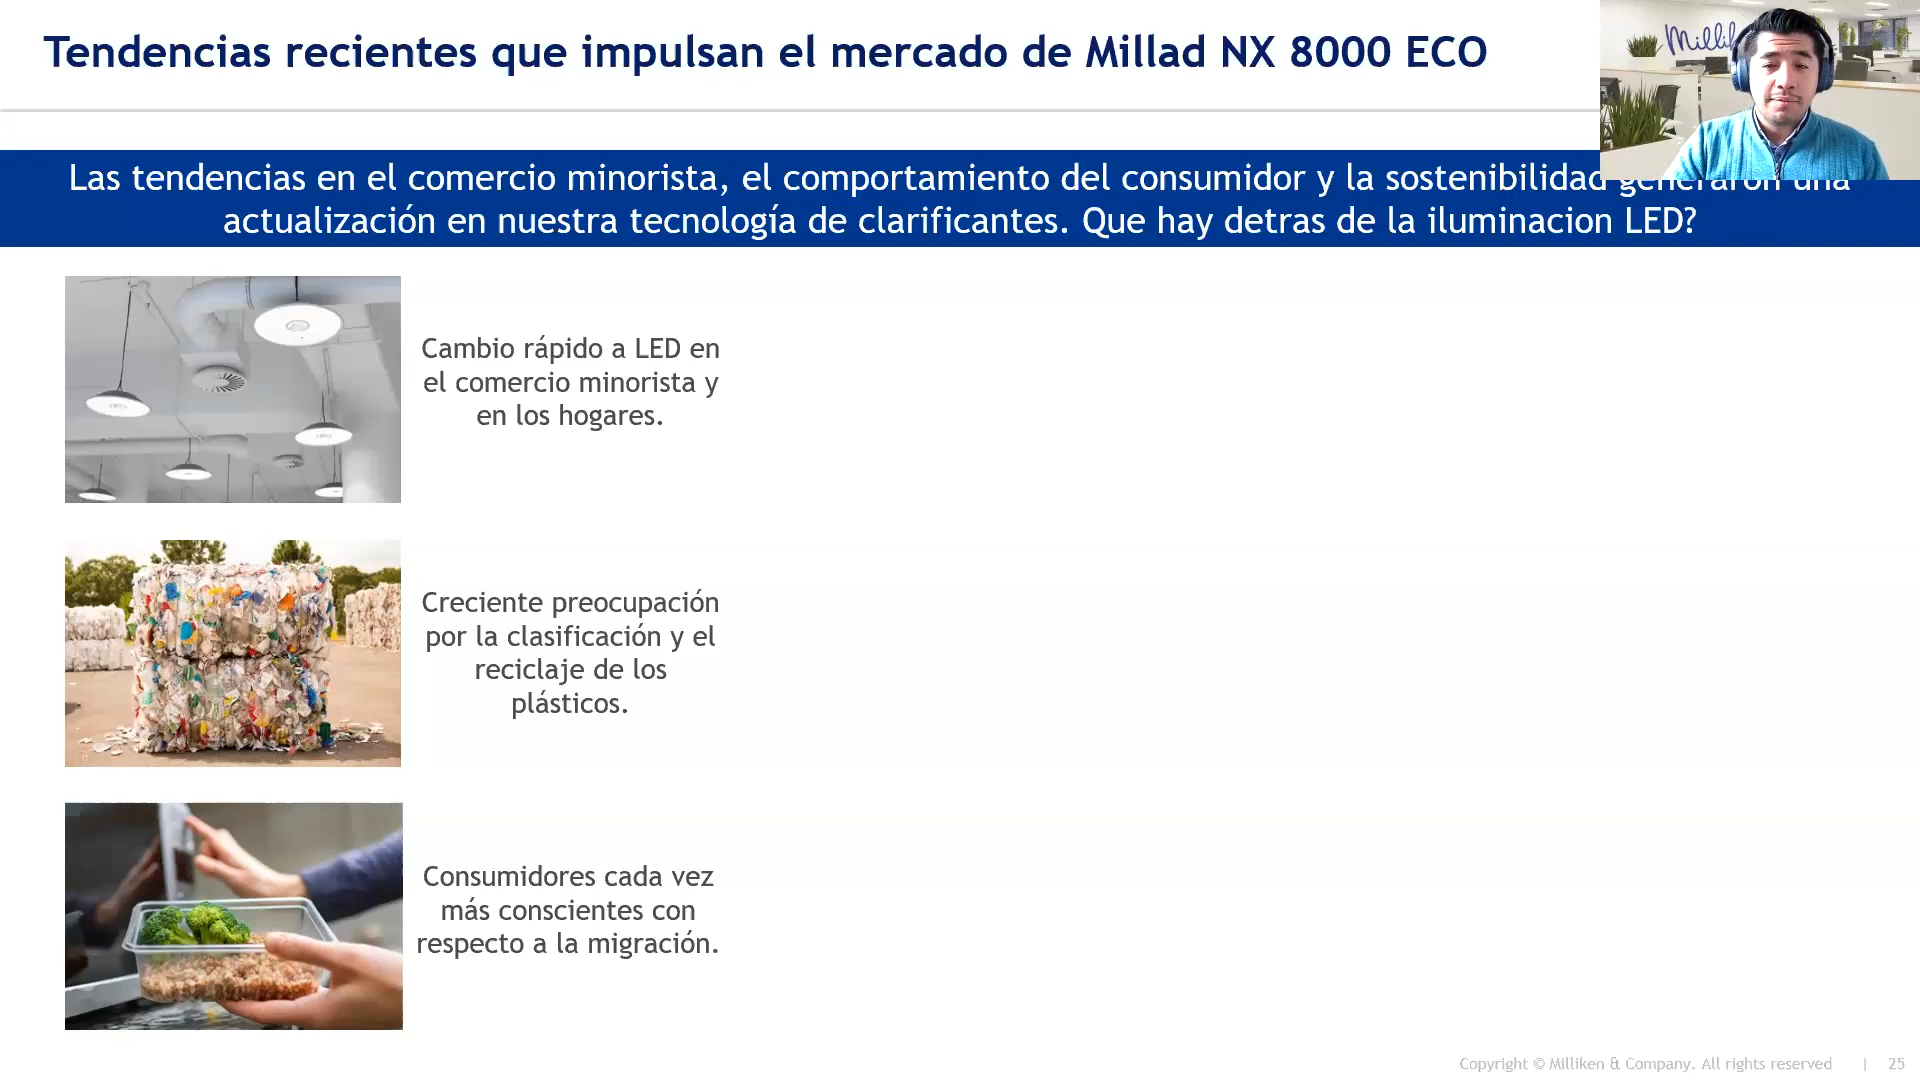 Tendencias recientes que impulsan el mercado de Millad NX 8000 ECO
Las tendencias en el comercio minorista, el comportamiento del consumidor y la sostenibilidad generaron una
actualización en nuestra tecnología de clarificantes. Que hay detras de la iluminacion LED?
Cambio rápido a LED en
el comercio minorista y
en los hogares.
Creciente preocupación
por la clasificación y el
reciclaje de los
plásticos.
Consumidores cada vez
más conscientes con
respecto a la migración.
Copyright © Milliken & Company. All rights reserved | 25